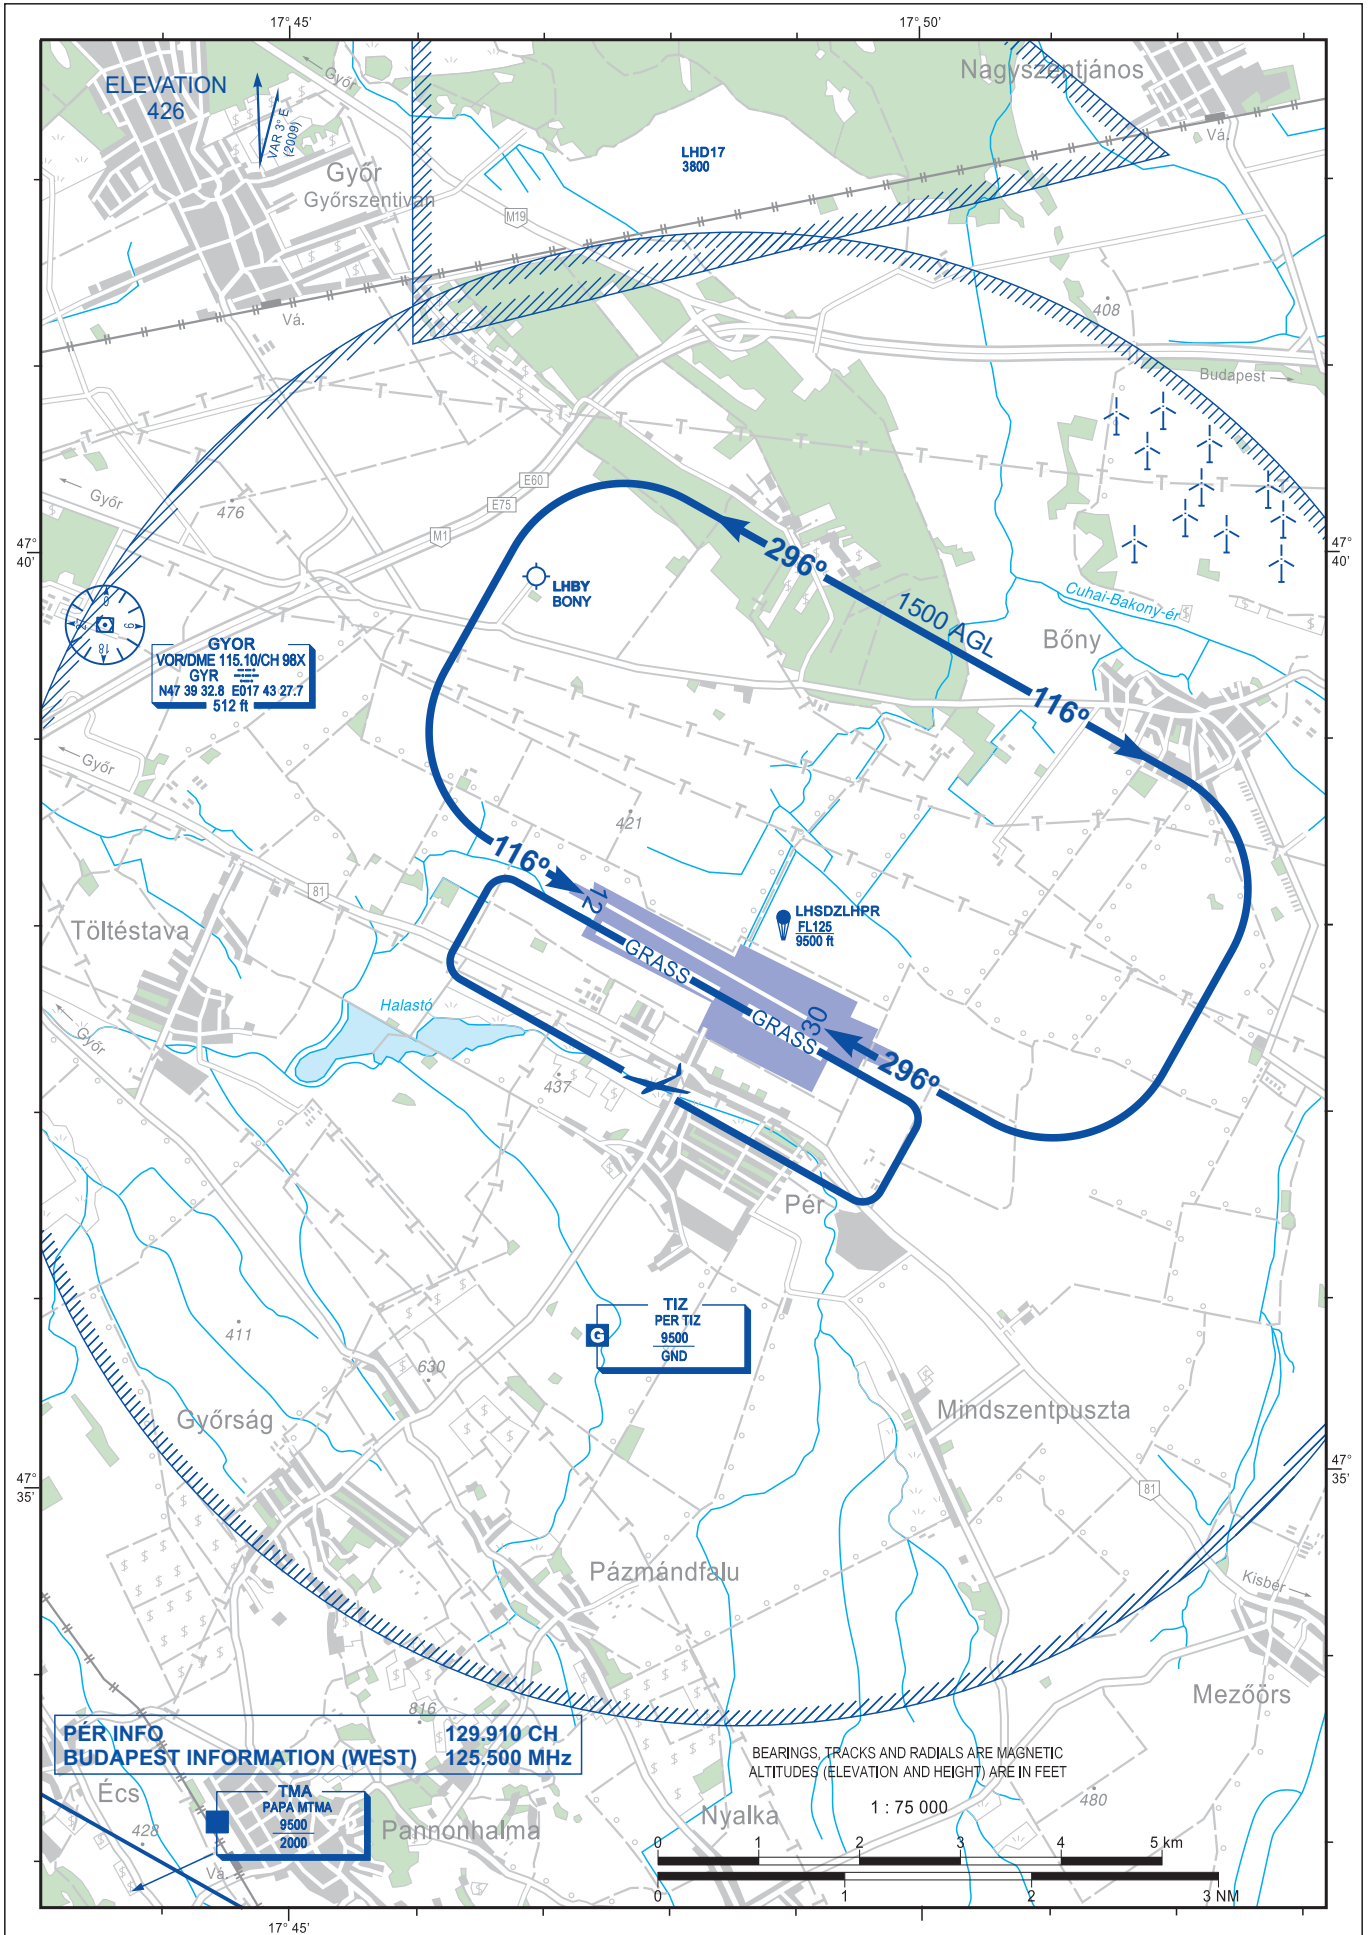 17° 45'
17° 50'
ELEVATION
426
VAR 3° E
(2009)
Győr
Nagyszentjános
Vá.
LHD17
3800
Győr
Győrszentiván
M19
Vá.
408
Budapest
E60
E75
M1
Győr
476
47°
40'
47°
40'
296°
1500 AGL
116°
LHBY
BONY
Cuhai-Bakony-ér
Bőny
0
9
18
27
GYOR
VOR/DME 115.10/CH 98X
GYR
N47 39 32.8 E017 43 27.7
512 ft
Győr
421
116°
12
81
Töltéstava
LHSDZLHPR
FL125
9500 ft
GRASS
GRASS
30
296°
Halastó
Győr
437
Pér
TIZ
PER TIZ
9500
GND
G
411
630
Győrság
Mindszentpuszta
47°
35'
47°
35'
81
Pázmándfalu
Kisbér
Mezőörs
816
PÉR INFO 129.910 CH
BUDAPEST INFORMATION (WEST) 125.500 MHz
BEARINGS, TRACKS AND RADIALS ARE MAGNETIC
ALTITUDES (ELEVATION AND HEIGHT) ARE IN FEET
Écs
TMA
PAPA MTMA
9500
2000
428
Vá.
Pannonhalma
Nyalka
1 : 75 000
480
0 1 2 3 4 5 km
0 1 2 3 NM
17° 45'